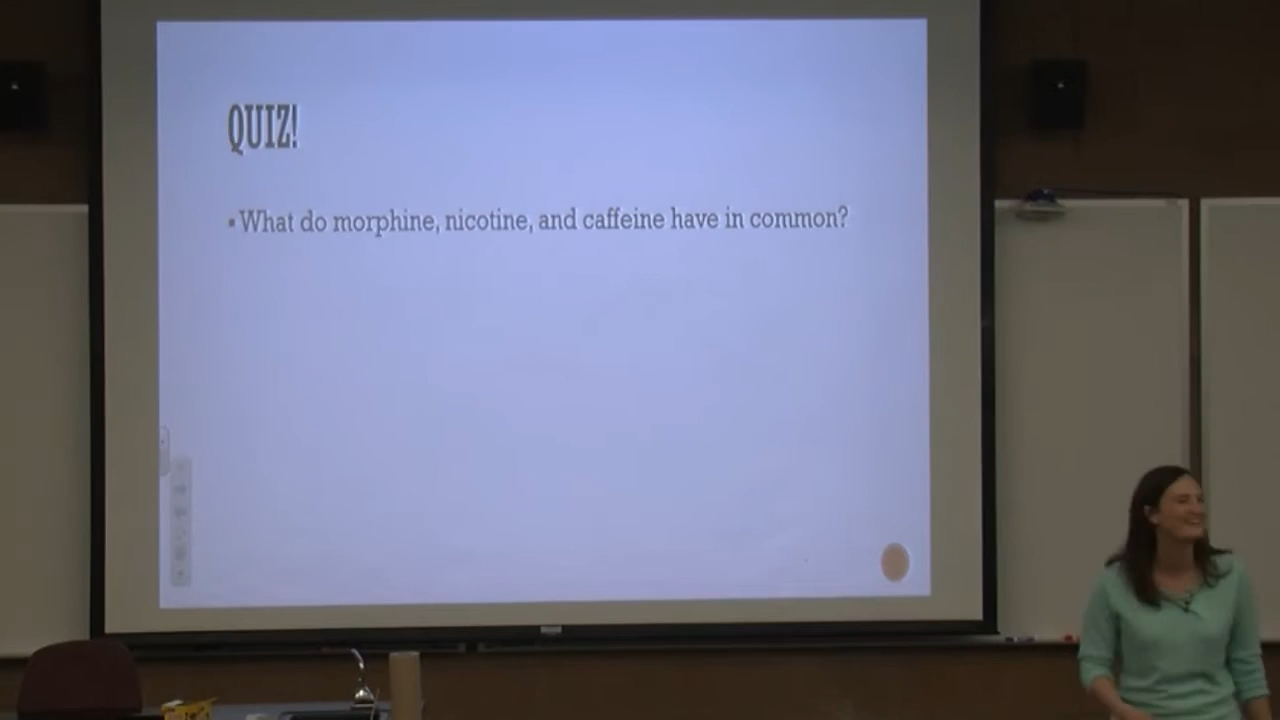 QUIZ!
▪ What do morphine, nicotine, and caffeine have in common?